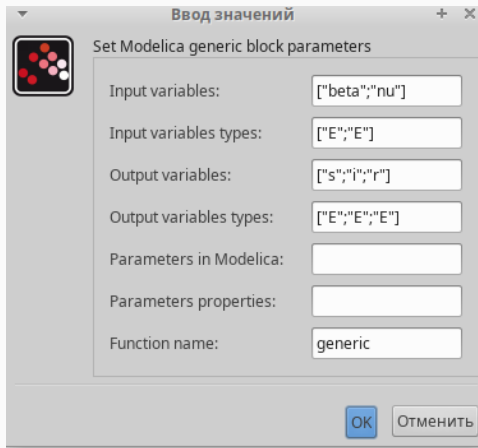 Ввод значений
Set Modelica generic block parameters
Input variables: ["beta";"nu"]
Input variables types: ["E";"E"]
Output variables: ["s";"i";"r"]
Output variables types: ["E";"E";"E"]
Parameters in Modelica:
Parameters properties:
Function name: generic
OK Отменить